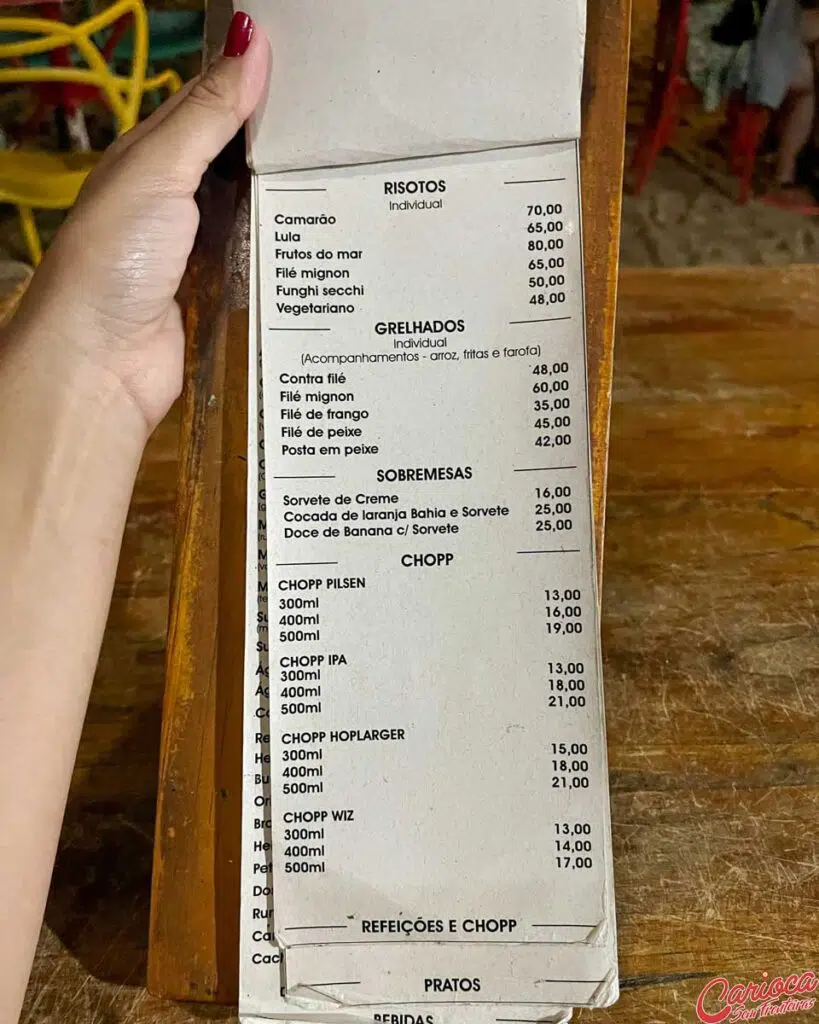 RISOTOS
Individual
Camarão 70,00
Lula 65,00
Frutos do mar 80,00
Filé mignon 65,00
Funghi secchi 50,00
Vegetariano 48,00
GRELHADOS
Individual
(Acompanhamentos - arroz, fritas e farofa)
Contra filé 48,00
Filé mignon 60,00
Filé de frango 35,00
Filé de peixe 45,00
Posta em peixe 42,00
SOBREMESAS
Sorvete de Creme 16,00
Cocada de laranja Bahia e Sorvete 25,00
Doce de Banana c/ Sorvete 25,00
CHOPP
CHOPP PILSEN
300ml 13,00
400ml 16,00
500ml 19,00
CHOPP IPA
300ml 13,00
400ml 18,00
500ml 21,00
CHOPP HOPLARGER
300ml 15,00
400ml 18,00
500ml 21,00
CHOPP WIZ
300ml 13,00
400ml 14,00
500ml 17,00
REFEIÇÕES E CHOPP
PRATOS
BEBIDAS
Carioca
Sem Fronteiras